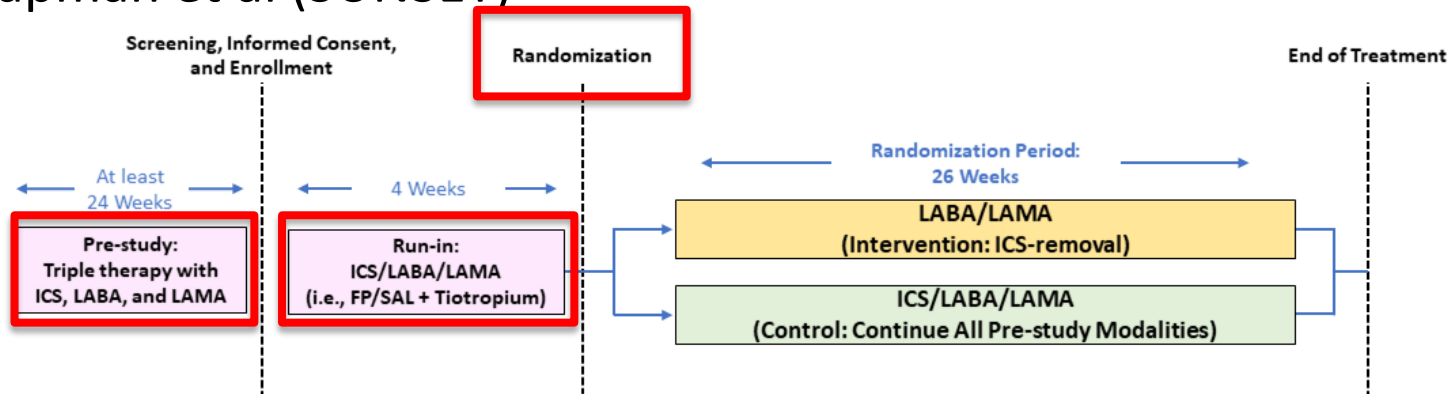 Screening, Informed Consent,
and Enrollment
Randomization
End of Treatment
At least
24 Weeks
4 Weeks
Randomization Period:
26 Weeks
Pre-study:
Triple therapy with
ICS, LABA, and LAMA
Run-in:
ICS/LABA/LAMA
(i.e., FP/SAL + Tiotropium)
LABA/LAMA
(Intervention: ICS-removal)
ICS/LABA/LAMA
(Control: Continue All Pre-study Modalities)